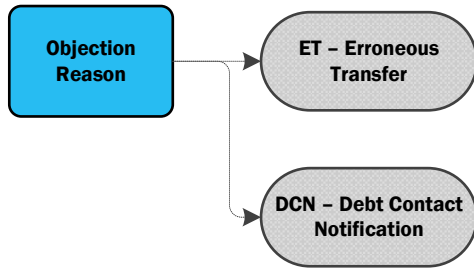 Objection
Reason
ET – Erroneous
Transfer
DCN – Debt Contact
Notification